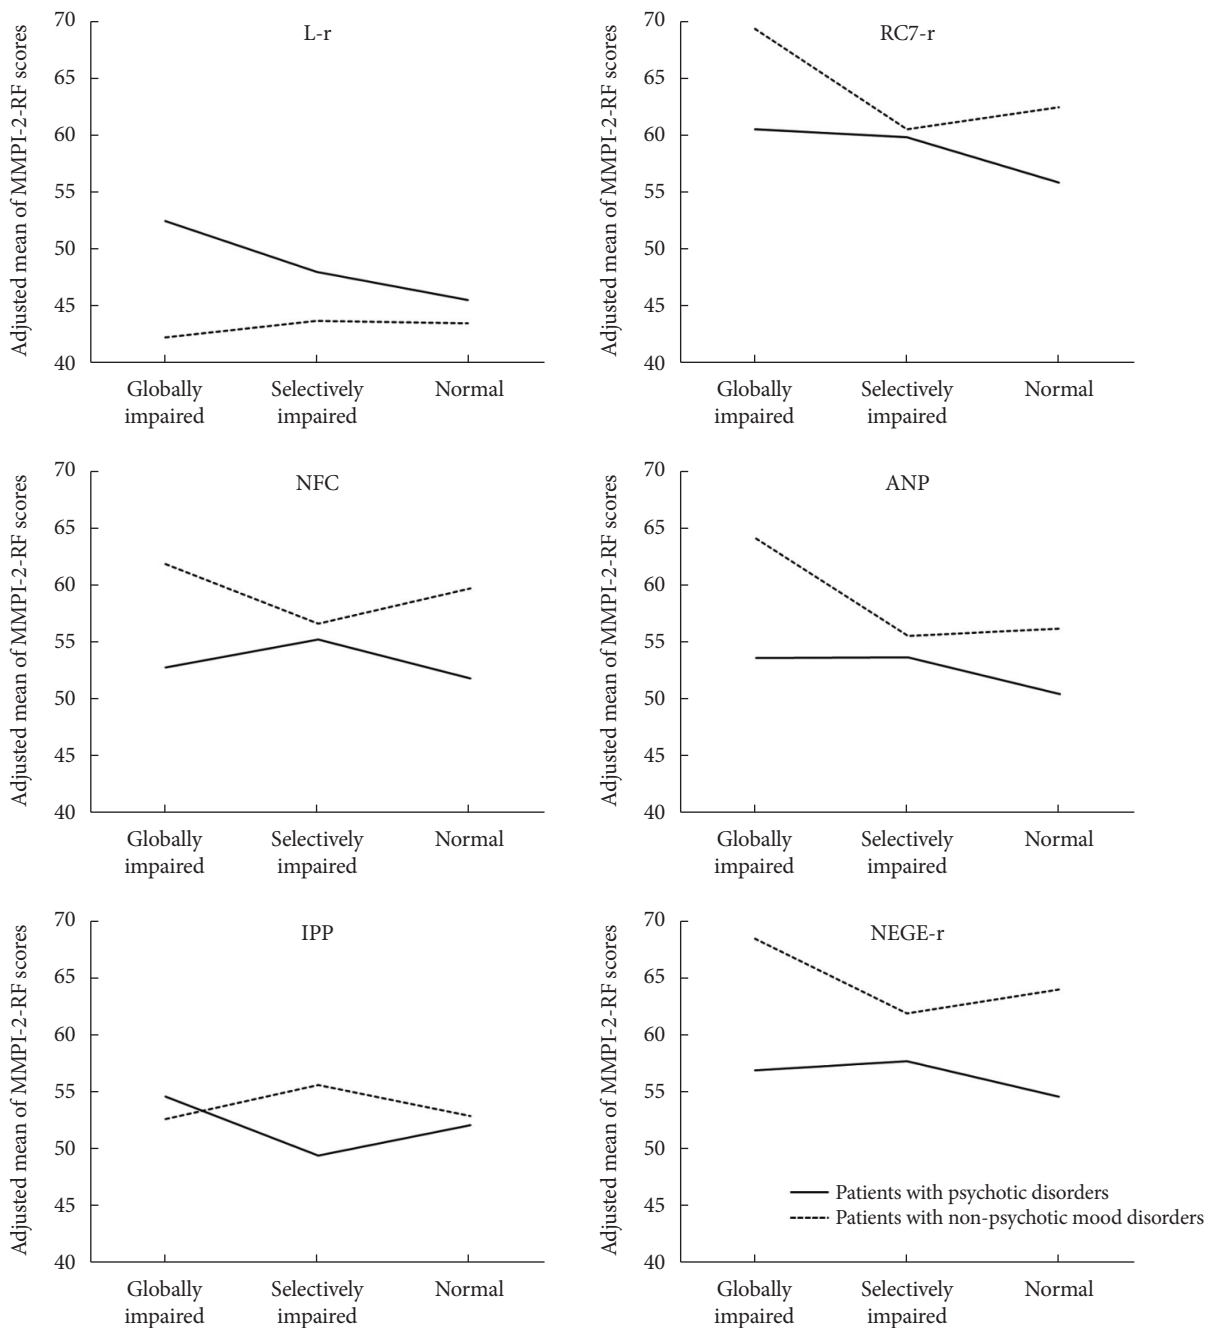 Adjusted mean of MMPI-2-RF scores
L-r
70
65
60
55
50
45
40
Globally
impaired
Selectively
impaired
Normal
Adjusted mean of MMPI-2-RF scores
RC7-r
70
65
60
55
50
45
40
Globally
impaired
Selectively
impaired
Normal
Adjusted mean of MMPI-2-RF scores
NFC
70
65
60
55
50
45
40
Globally
impaired
Selectively
impaired
Normal
Adjusted mean of MMPI-2-RF scores
ANP
70
65
60
55
50
45
40
Globally
impaired
Selectively
impaired
Normal
Adjusted mean of MMPI-2-RF scores
IPP
70
65
60
55
50
45
40
Globally
impaired
Selectively
impaired
Normal
Adjusted mean of MMPI-2-RF scores
NEGE-r
70
65
60
55
50
45
40
Patients with psychotic disorders
Patients with non-psychotic mood disorders
Globally
impaired
Selectively
impaired
Normal